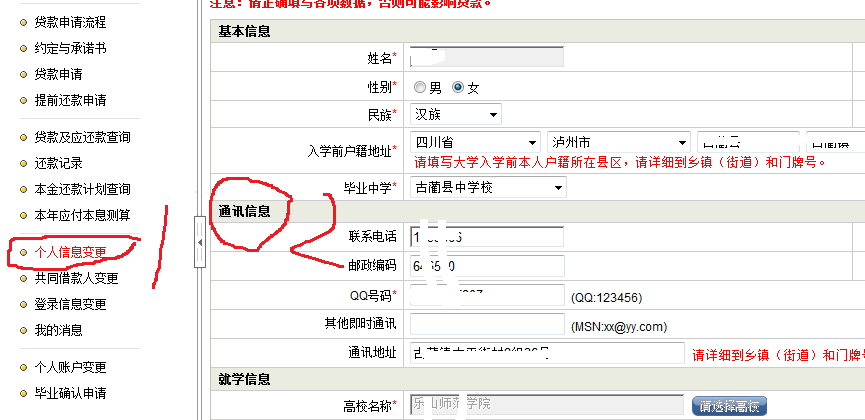 注意：请正确填写各项数据，否则可能影响贷款。
贷款申请流程
约定与承诺书
贷款申请
提前还款申请
贷款及应还款查询
还款记录
本金还款计划查询
本年应付本息测算
个人信息变更
共同借款人变更
登录信息变更
我的消息
个人账户变更
毕业确认申请
基本信息
姓名*
性别* 男 女
民族* 汉族
入学前户籍地址* 四川省 泸州市 古蔺县
请填写大学入学前本人户籍所在县区，请详细到乡镇（街道）和门牌号。
毕业中学* 古蔺县中学校
通讯信息
联系电话
邮政编码
QQ号码* (QQ:123456)
其他即时通讯 (MSN:xx@yy.com)
通讯地址 请详细到乡镇（街道）和门牌号
就学信息
高校名称* 乐山师范学院 请选择高校